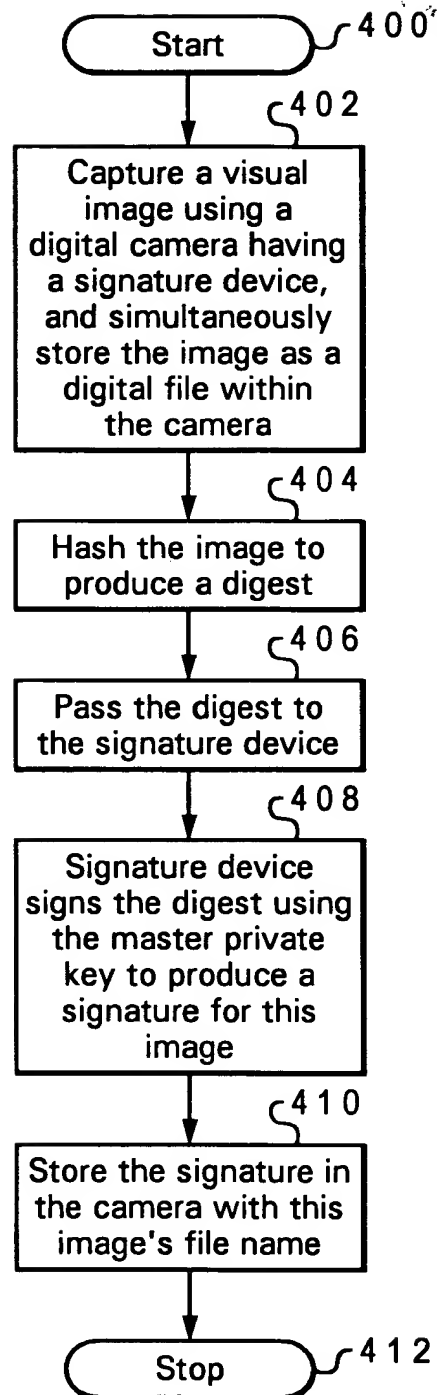 400
Start
402
Capture a visual
image using a
digital camera having
a signature device,
and simultaneously
store the image as a
digital file within
the camera
404
Hash the image to
produce a digest
406
Pass the digest to
the signature device
408
Signature device
signs the digest using
the master private
key to produce a
signature for this
image
410
Store the signature in
the camera with this
image's file name
Stop
412